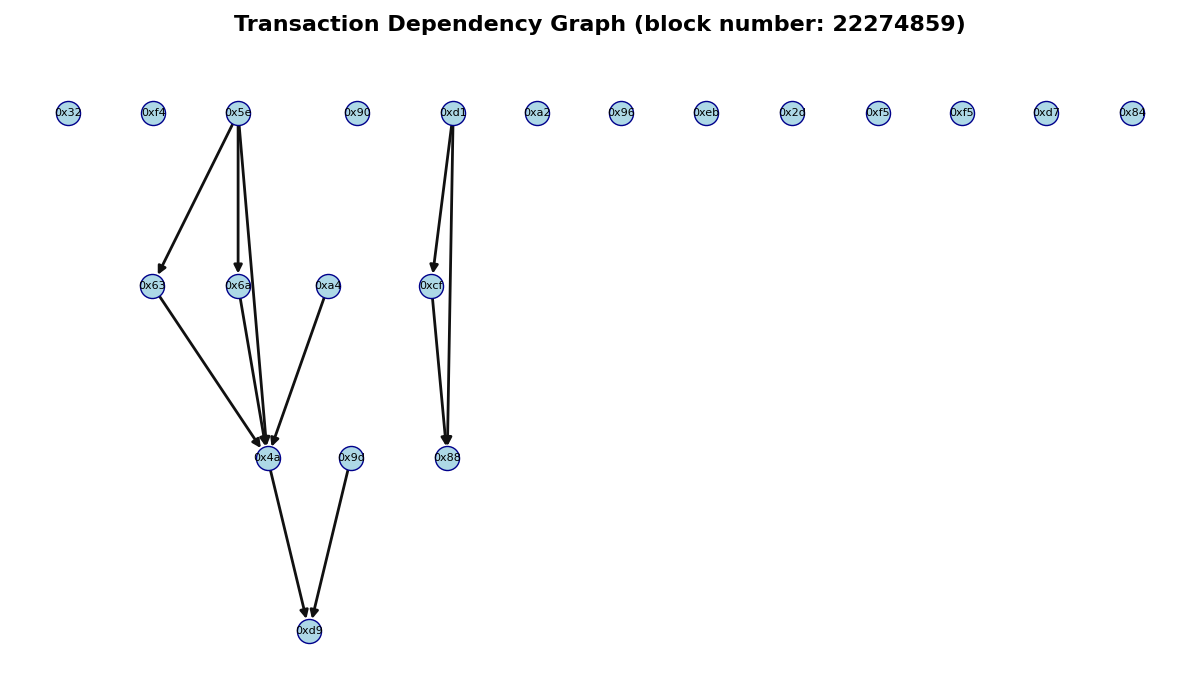 Transaction Dependency Graph (block number: 22274859)
0x32 0xf4 0x5e 0x90 0xd1 0xa2 0x96 0xeb 0x2d 0xf5 0xf5 0xd7 0x84
0x63 0x6a 0xa4 0xcf
0x4a 0x9d 0x88
0xd9